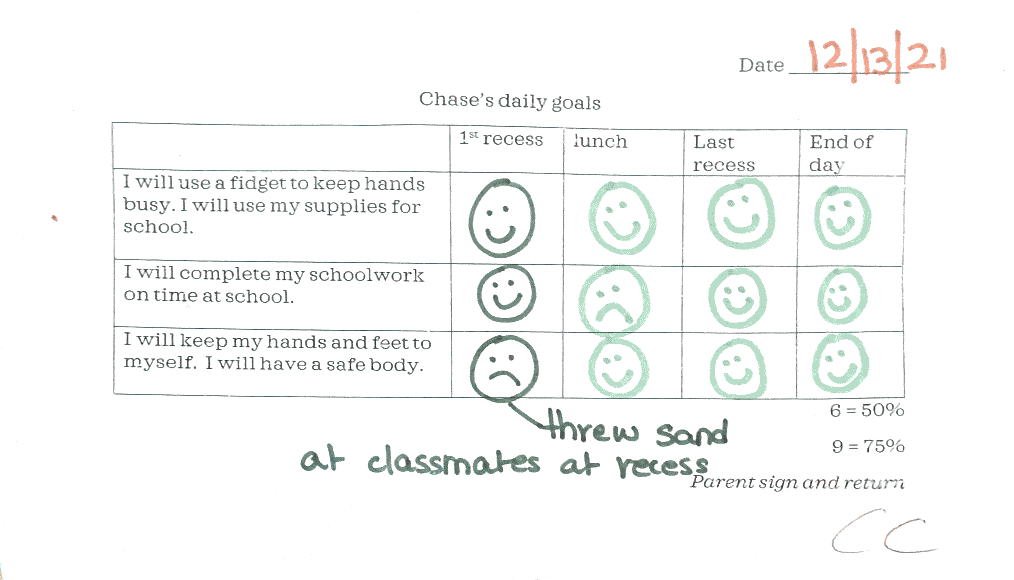 Date 12/13/21
Chase's daily goals
1st recess lunch Last recess End of day
I will use a fidget to keep hands
busy. I will use my supplies for
school.
I will complete my schoolwork
on time at school.
I will keep my hands and feet to
myself. I will have a safe body.
6 = 50%
threw sand
9 = 75%
at classmates at recess
Parent sign and return
CC